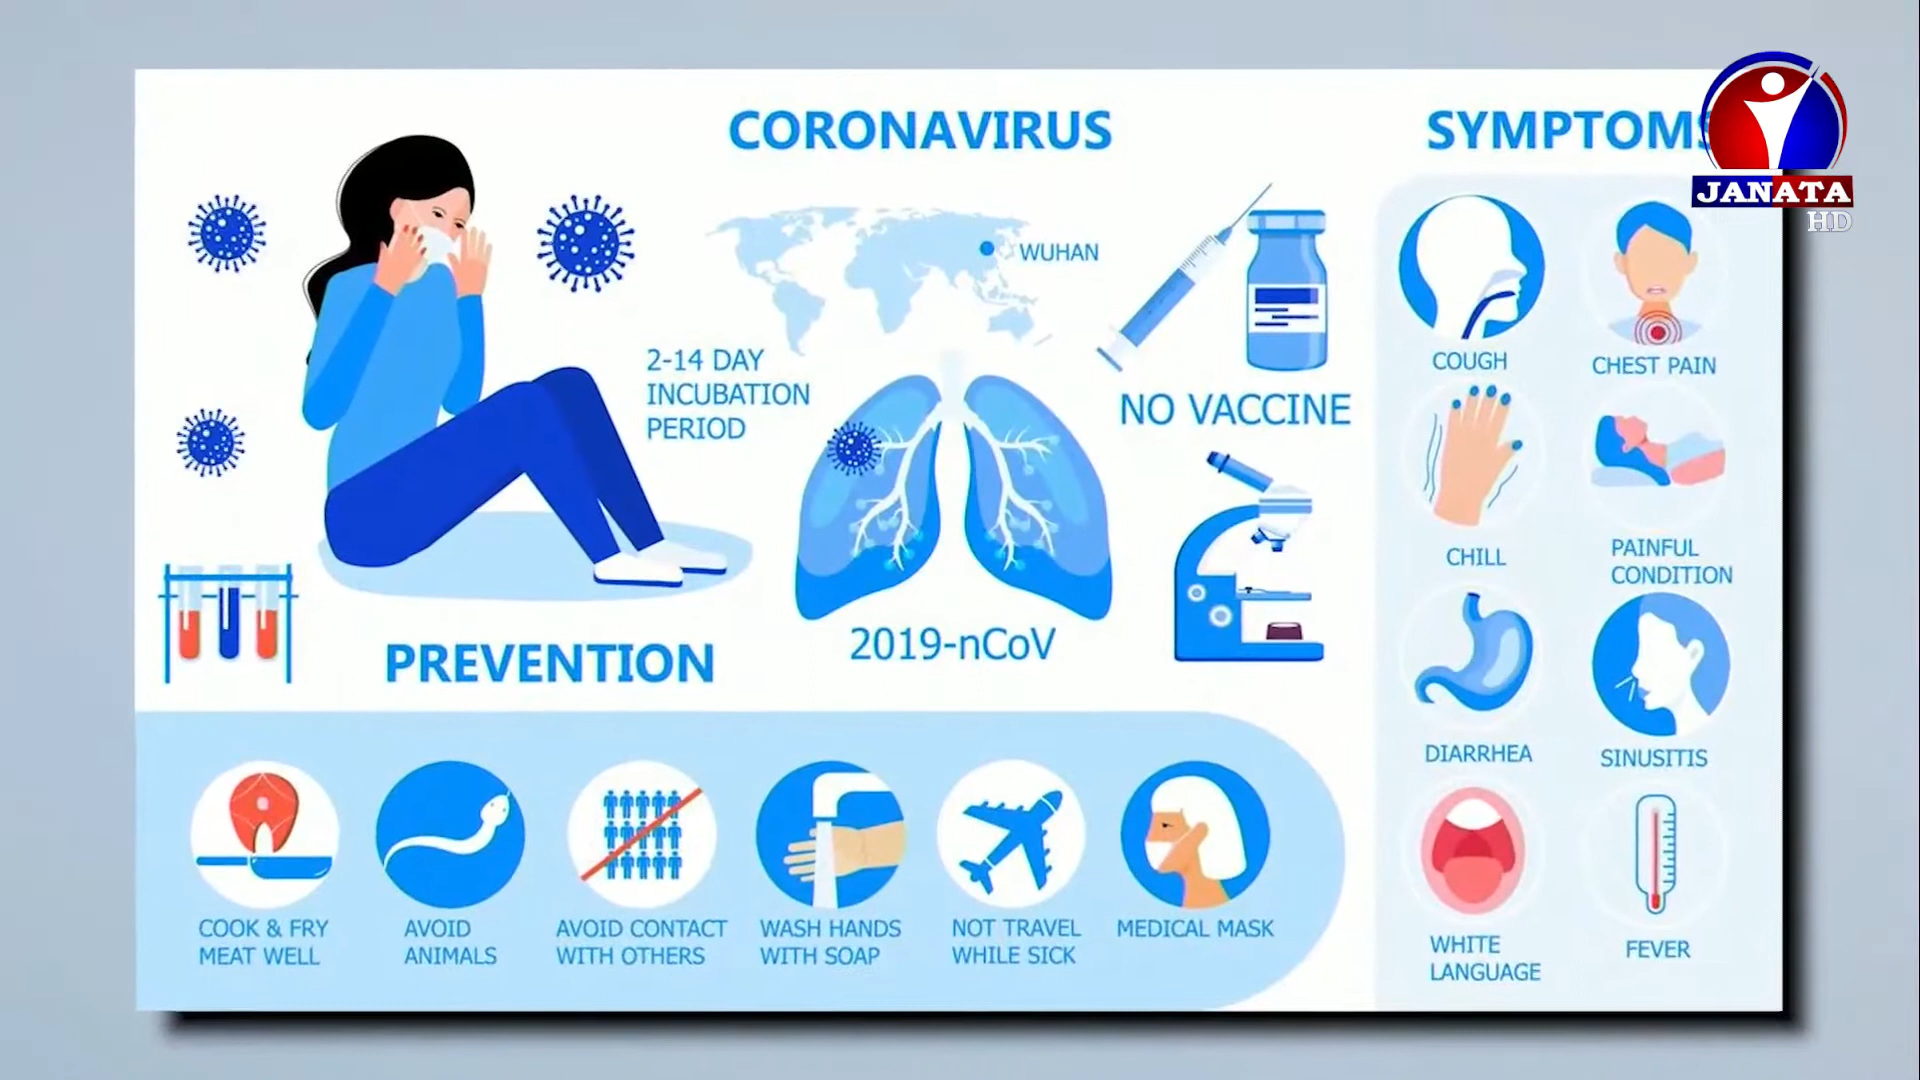 CORONAVIRUS
SYMPTOMS
JANATA
HD
WUHAN
2-14 DAY
INCUBATION
PERIOD
NO VACCINE
2019-nCoV
COUGH
CHEST PAIN
CHILL
PAINFUL
CONDITION
DIARRHEA
SINUSITIS
WHITE
LANGUAGE
FEVER
PREVENTION
COOK & FRY
MEAT WELL
AVOID
ANIMALS
AVOID CONTACT
WITH OTHERS
WASH HANDS
WITH SOAP
NOT TRAVEL
WHILE SICK
MEDICAL MASK